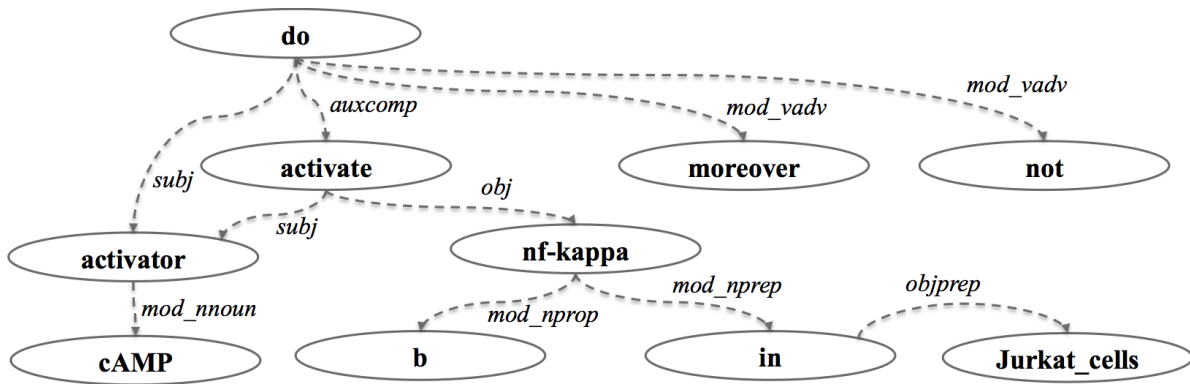 do
auxcomp
mod_vadv
mod_vadv
activate
moreover
not
subj
obj
subj
activator
nf-kappa
mod_nnoun
mod_nprop
mod_nprep
objprep
cAMP
b
in
Jurkat_cells